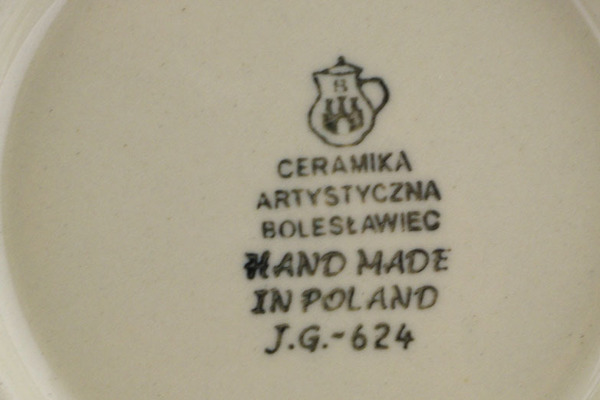 B
CERAMIKA
ARTYSTYCZNA
BOLESŁAWIEC
HAND MADE
IN POLAND
J.G.-624